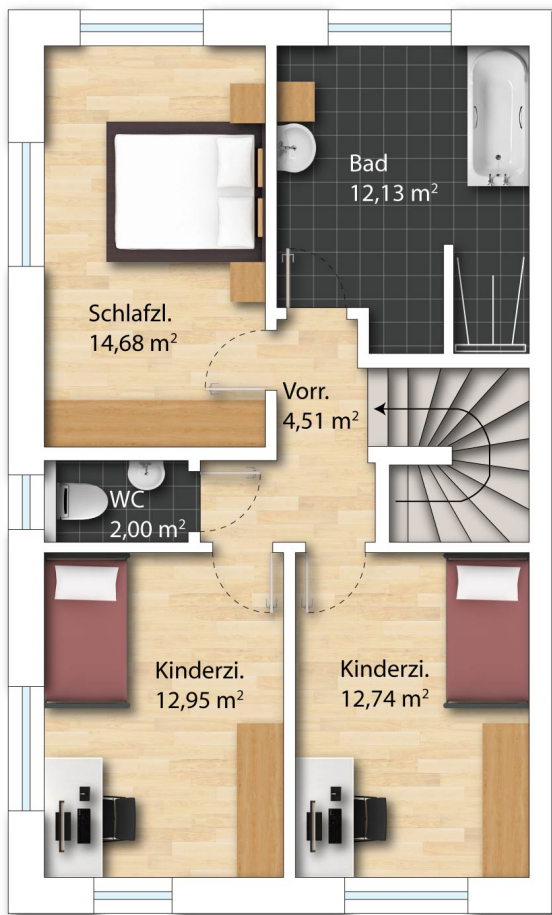 Bad
12,13 m²
Schlafzl.
14,68 m²
Vorr.
4,51 m²
WC
2,00 m²
Kinderzi.
12,95 m²
Kinderzi.
12,74 m²